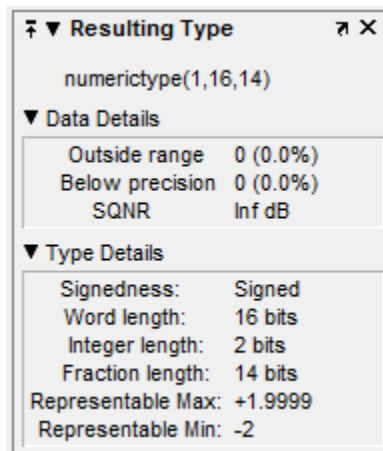 Resulting Type
numerictype(1,16,14)
Data Details
Outside range 0 (0.0%)
Below precision 0 (0.0%)
SQNR Inf dB
Type Details
Signedness: Signed
Word length: 16 bits
Integer length: 2 bits
Fraction length: 14 bits
Representable Max: +1.9999
Representable Min: -2